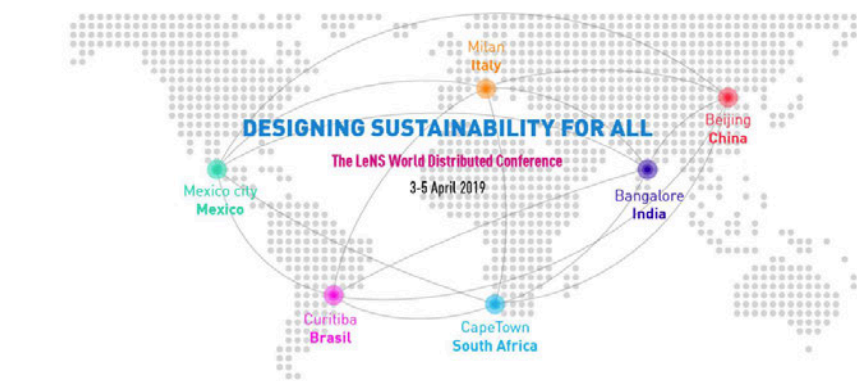 Milan
Italy
Beijing
China
DESIGNING SUSTAINABILITY FOR ALL
The LeNS World Distributed Conference
3-5 April 2019
Mexico city
Mexico
Bangalore
India
Curitiba
Brasil
CapeTown
South Africa